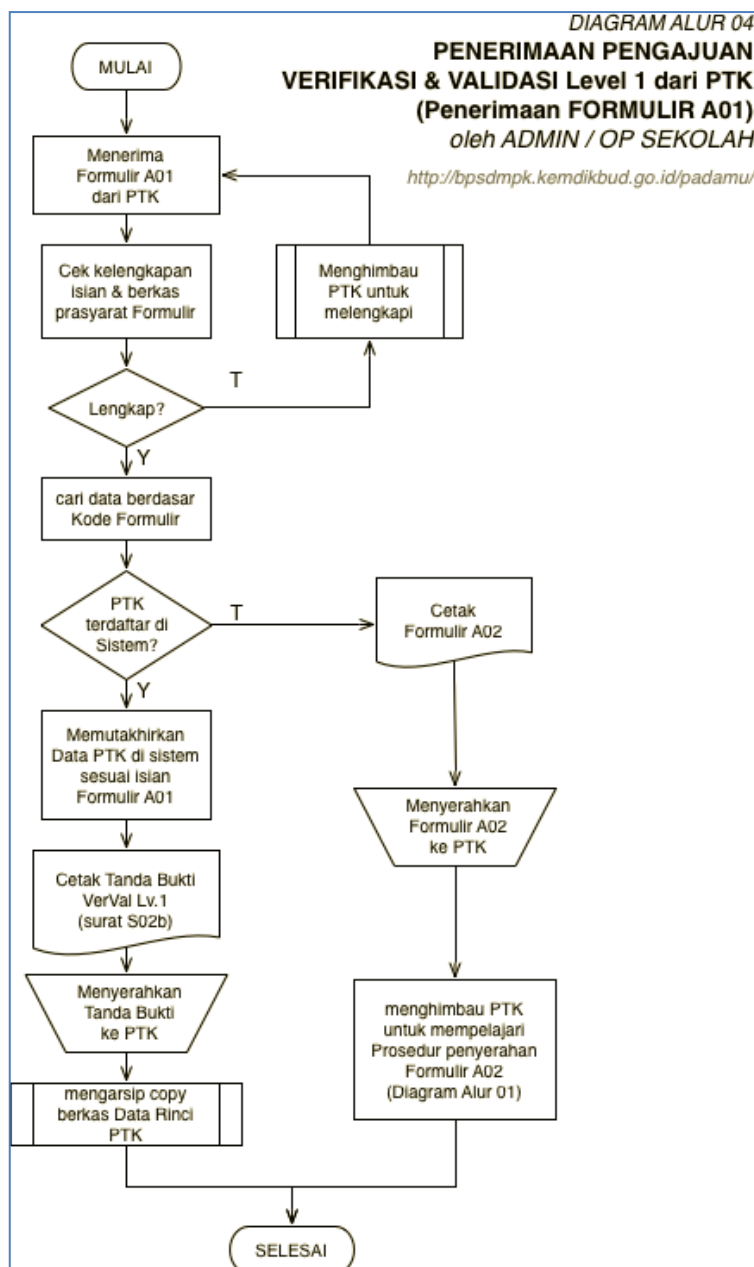 DIAGRAM ALUR 04
PENERIMAAN PENGAJUAN
VERIFIKASI & VALIDASI Level 1 dari PTK
(Penerimaan FORMULIR A01)
oleh ADMIN / OP SEKOLAH
http://bpsdmpk.kemdikbud.go.id/padamu/
MULAI
Menerima
Formulir A01
dari PTK
Cek kelengkapan
isian & berkas
prasyarat Formulir
Menghimbau
PTK untuk
melengkapi
Lengkap?
T
Y
cari data berdasar
Kode Formulir
PTK
terdaftar di
Sistem?
T
Y
Cetak
Formulir A02
Memutakhirkan
Data PTK di sistem
sesuai isian
Formulir A01
Menyerahkan
Formulir A02
ke PTK
Cetak Tanda Bukti
VerVal Lv.1
(surat S02b)
Menyerahkan
Tanda Bukti
ke PTK
menghimbau PTK
untuk mempelajari
Prosedur penyerahan
Formulir A02
(Diagram Alur 01)
mengarsip copy
berkas Data Rinci
PTK
SELESAI